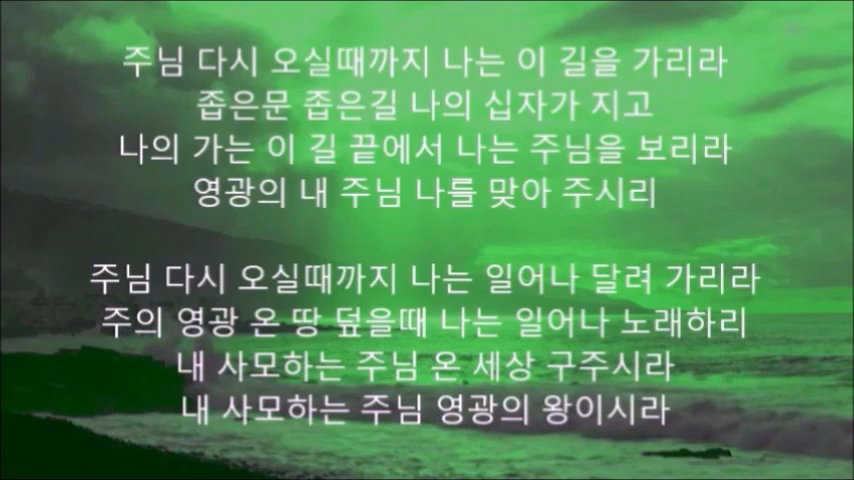 주님 다시 오실때까지 나는 이 길을 가리라
좁은문 좁은길 나의 십자가 지고
나의 가는 이 길 끝에서 나는 주님을 보리라
영광의 내 주님 나를 맞아 주시리
주님 다시 오실때까지 나는 일어나 달려 가리라
주의 영광 온 땅 덮을때 나는 일어나 노래하리
내 사모하는 주님 온 세상 구주시라
내 사모하는 주님 영광의 왕이시라